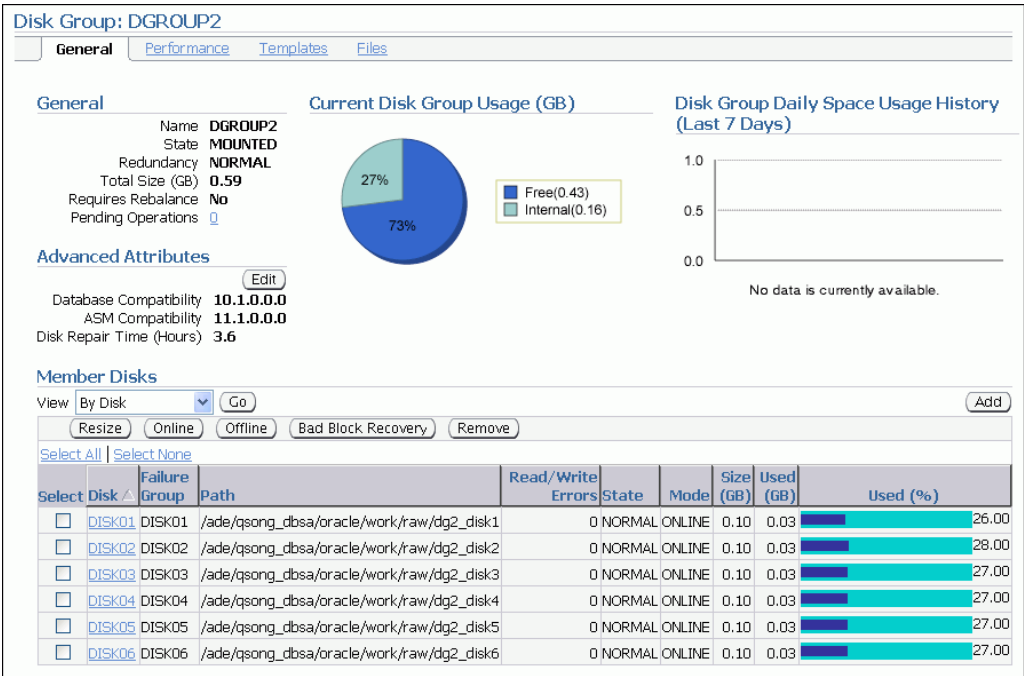 Disk Group: DGROUP2
General Performance Templates Files
General
Name DGROUP2
State MOUNTED
Redundancy NORMAL
Total Size (GB) 0.59
Requires Rebalance No
Pending Operations 0
Current Disk Group Usage (GB)
27%
73%
Free(0.43)
Internal(0.16)
Disk Group Daily Space Usage History
(Last 7 Days)
1.0
0.5
0.0
No data is currently available.
Advanced Attributes
Edit
Database Compatibility 10.1.0.0.0
ASM Compatibility 11.1.0.0.0
Disk Repair Time (Hours) 3.6
Member Disks
View By Disk Go Add
Resize Online Offline Bad Block Recovery Remove
Select All | Select None
Select Disk Failure Group Path Read/Write Errors State Mode Size (GB) Used (GB) Used (%)
DISK01 DISK01 /ade/qsong_dbsa/oracle/work/raw/dg2_disk1 0 NORMAL ONLINE 0.10 0.03 26.00
DISK02 DISK02 /ade/qsong_dbsa/oracle/work/raw/dg2_disk2 0 NORMAL ONLINE 0.10 0.03 28.00
DISK03 DISK03 /ade/qsong_dbsa/oracle/work/raw/dg2_disk3 0 NORMAL ONLINE 0.10 0.03 27.00
DISK04 DISK04 /ade/qsong_dbsa/oracle/work/raw/dg2_disk4 0 NORMAL ONLINE 0.10 0.03 27.00
DISK05 DISK05 /ade/qsong_dbsa/oracle/work/raw/dg2_disk5 0 NORMAL ONLINE 0.10 0.03 27.00
DISK06 DISK06 /ade/qsong_dbsa/oracle/work/raw/dg2_disk6 0 NORMAL ONLINE 0.10 0.03 27.00